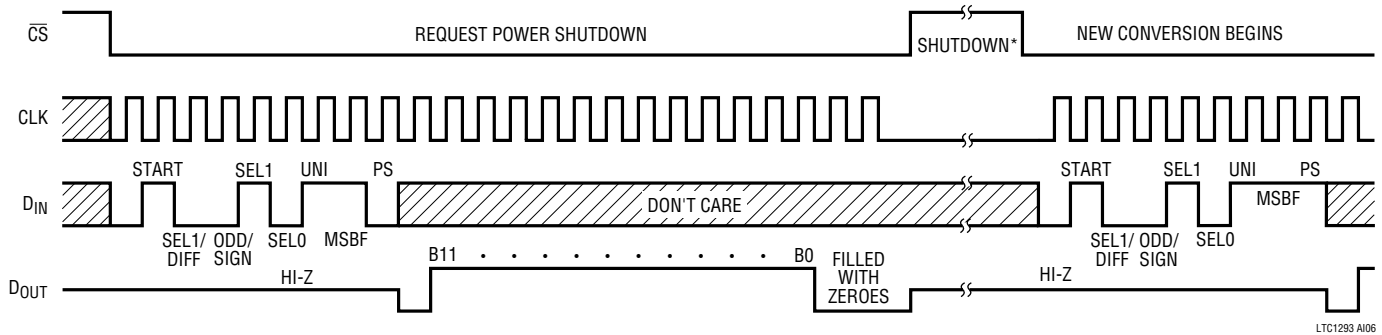 CS
REQUEST POWER SHUTDOWN
SHUTDOWN*
NEW CONVERSION BEGINS
CLK
START
SEL1
UNI
PS
START
SEL1
UNI
PS
DIN
DON'T CARE
MSBF
SEL1/
DIFF
ODD/
SIGN
SEL0
MSBF
SEL1/
DIFF
ODD/
SIGN
SEL0
B11
B0
FILLED
WITH
ZEROES
HI-Z
HI-Z
DOUT
LTC1293 AI06